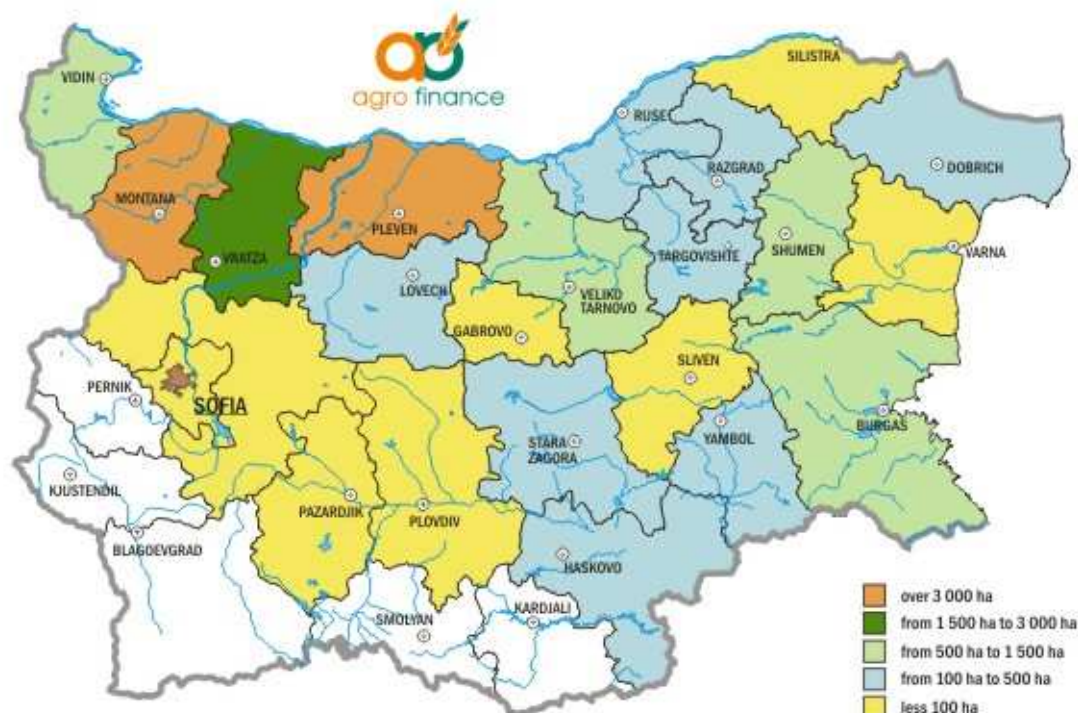 agro finance
VIDIN
SILISTRA
RUSE
MONTANA
PLEVEN
RAZGRAD
DOBRICH
VRATZA
LOVECH
TARGOVISHTE
SHUMEN
VARNA
VELIKO
TARNOVO
GABROVO
SLIVEN
PERNIK
SOFIA
STARA
ZAGORA
YAMBOL
BURGAS
KJUSTENDIL
PAZARDJIK
PLOVDIV
BLAGOEVGRAD
HASKOVO
SMOLYAN
KARDJALI
over 3 000 ha
from 1 500 ha to 3 000 ha
from 500 ha to 1 500 ha
from 100 ha to 500 ha
less 100 ha